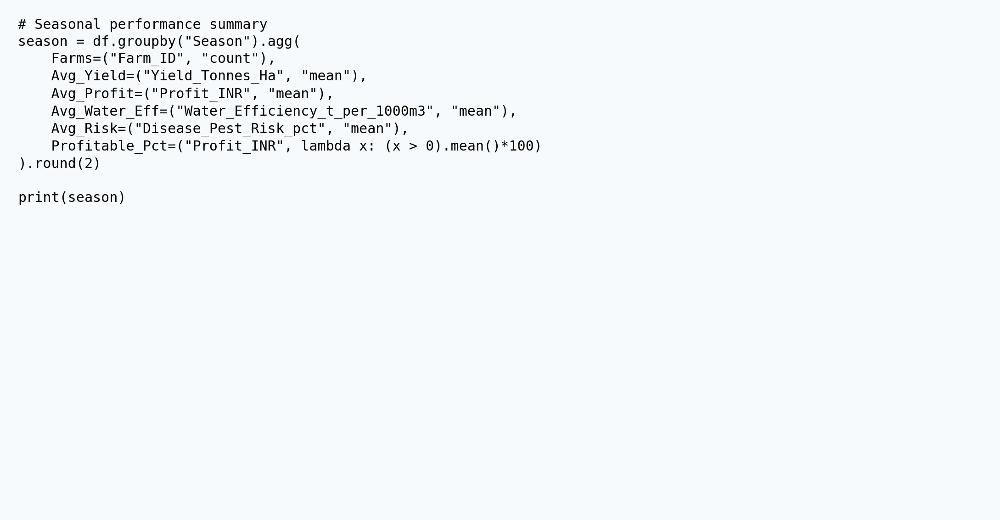 # Seasonal performance summary
season = df.groupby("Season").agg(
    Farms=("Farm_ID", "count"),
    Avg_Yield=("Yield_Tonnes_Ha", "mean"),
    Avg_Profit=("Profit_INR", "mean"),
    Avg_Water_Eff=("Water_Efficiency_t_per_1000m3", "mean"),
    Avg_Risk=("Disease_Pest_Risk_pct", "mean"),
    Profitable_Pct=("Profit_INR", lambda x: (x > 0).mean()*100)
).round(2)

print(season)